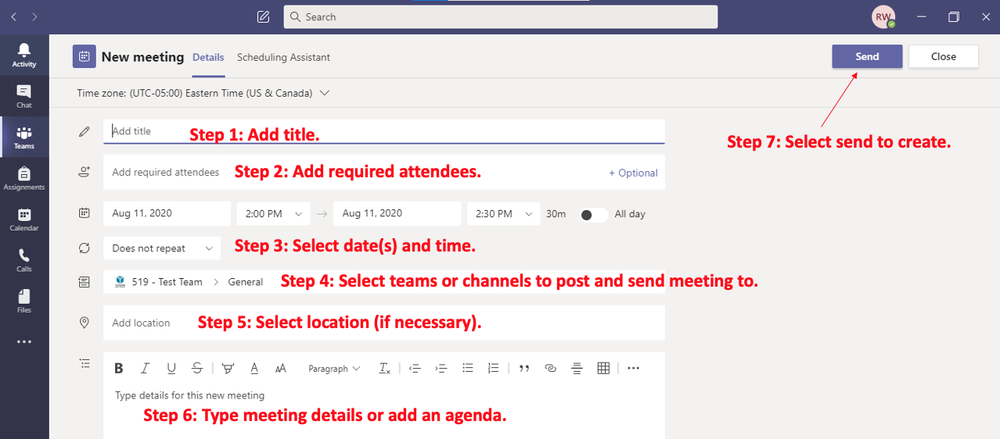 Search
RW
Activity
Chat
Teams
Assignments
Calendar
Calls
Files
New meeting Details Scheduling Assistant Send Close
Time zone: (UTC-05:00) Eastern Time (US & Canada)
Add title Step 1: Add title.
Step 7: Select send to create.
Add required attendees Step 2: Add required attendees. + Optional
Aug 11, 2020 2:00 PM → Aug 11, 2020 2:30 PM 30m All day
Does not repeat Step 3: Select date(s) and time.
519 - Test Team > General Step 4: Select teams or channels to post and send meeting to.
Add location Step 5: Select location (if necessary).
B I U S A AA Paragraph Tx
Type details for this new meeting
Step 6: Type meeting details or add an agenda.